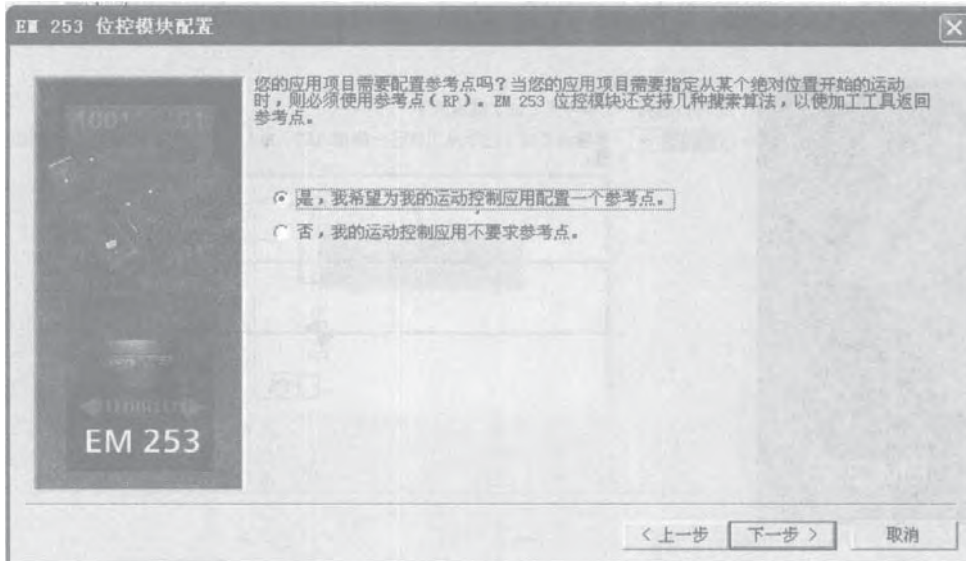 EM 253 位控模块配置
您的应用项目需要配置参考点吗？当您的应用项目需要指定从某个绝对位置开始的运动
时，则必须使用参考点（RP）。EM 253 位控模块还支持几种搜索算法，以使加工工具返回
参考点。
是，我希望为我的运动控制应用配置一个参考点。
否，我的运动控制应用不要求参考点。
EM 253
< 上一步
下一步 >
取消